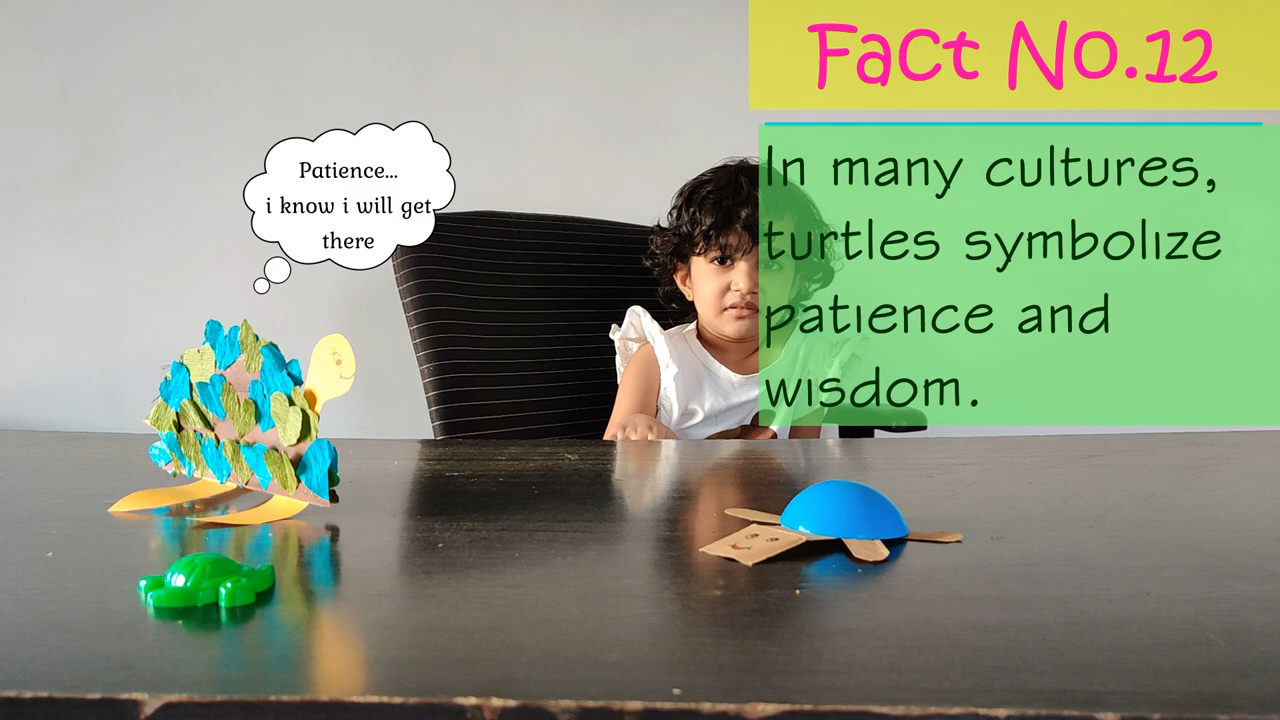 Fact No.12
In many cultures,
turtles symbolize
patience and
wisdom.
Patience...
i know i will get
there